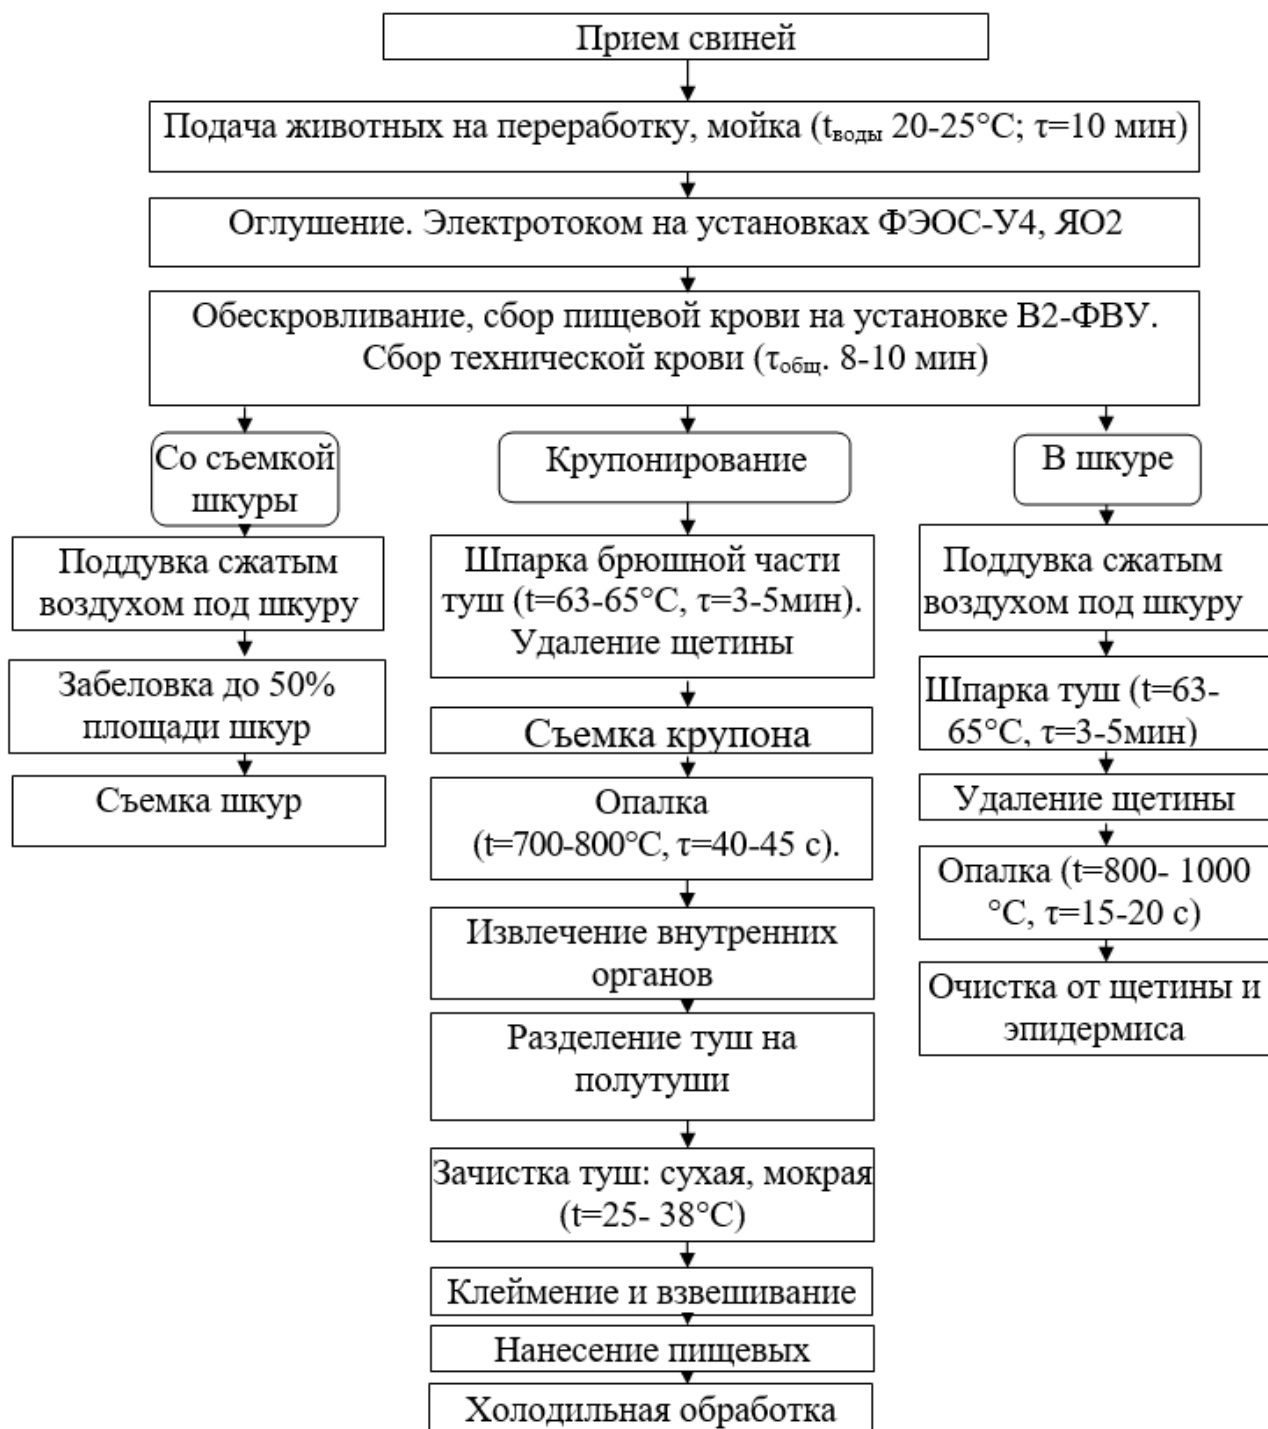 Прием свиней
Подача животных на переработку, мойка (tводы 20-25°С; τ=10 мин)
Оглушение. Электротоком на установках ФЭОС-У4, ЯО2
Обескровливание, сбор пищевой крови на установке В2-ФВУ.
Сбор технической крови (τобщ. 8-10 мин)
Со съемкой
шкуры
Поддувка сжатым
воздухом под шкуру
Забеловка до 50%
площади шкур
Съемка шкур
Крупонирование
Шпарка брюшной части
туш (t=63-65°С, τ=3-5мин).
Удаление щетины
Съемка крупона
Опалка
(t=700-800°С, τ=40-45 с).
Извлечение внутренних
органов
Разделение туш на
полутуши
Зачистка туш: сухая, мокрая
(t=25- 38°С)
Клеймение и взвешивание
Нанесение пищевых
Холодильная обработка
В шкуре
Поддувка сжатым
воздухом под шкуру
Шпарка туш (t=63-
65°С, τ=3-5мин)
Удаление щетины
Опалка (t=800- 1000
°С, τ=15-20 с)
Очистка от щетины и
эпидермиса